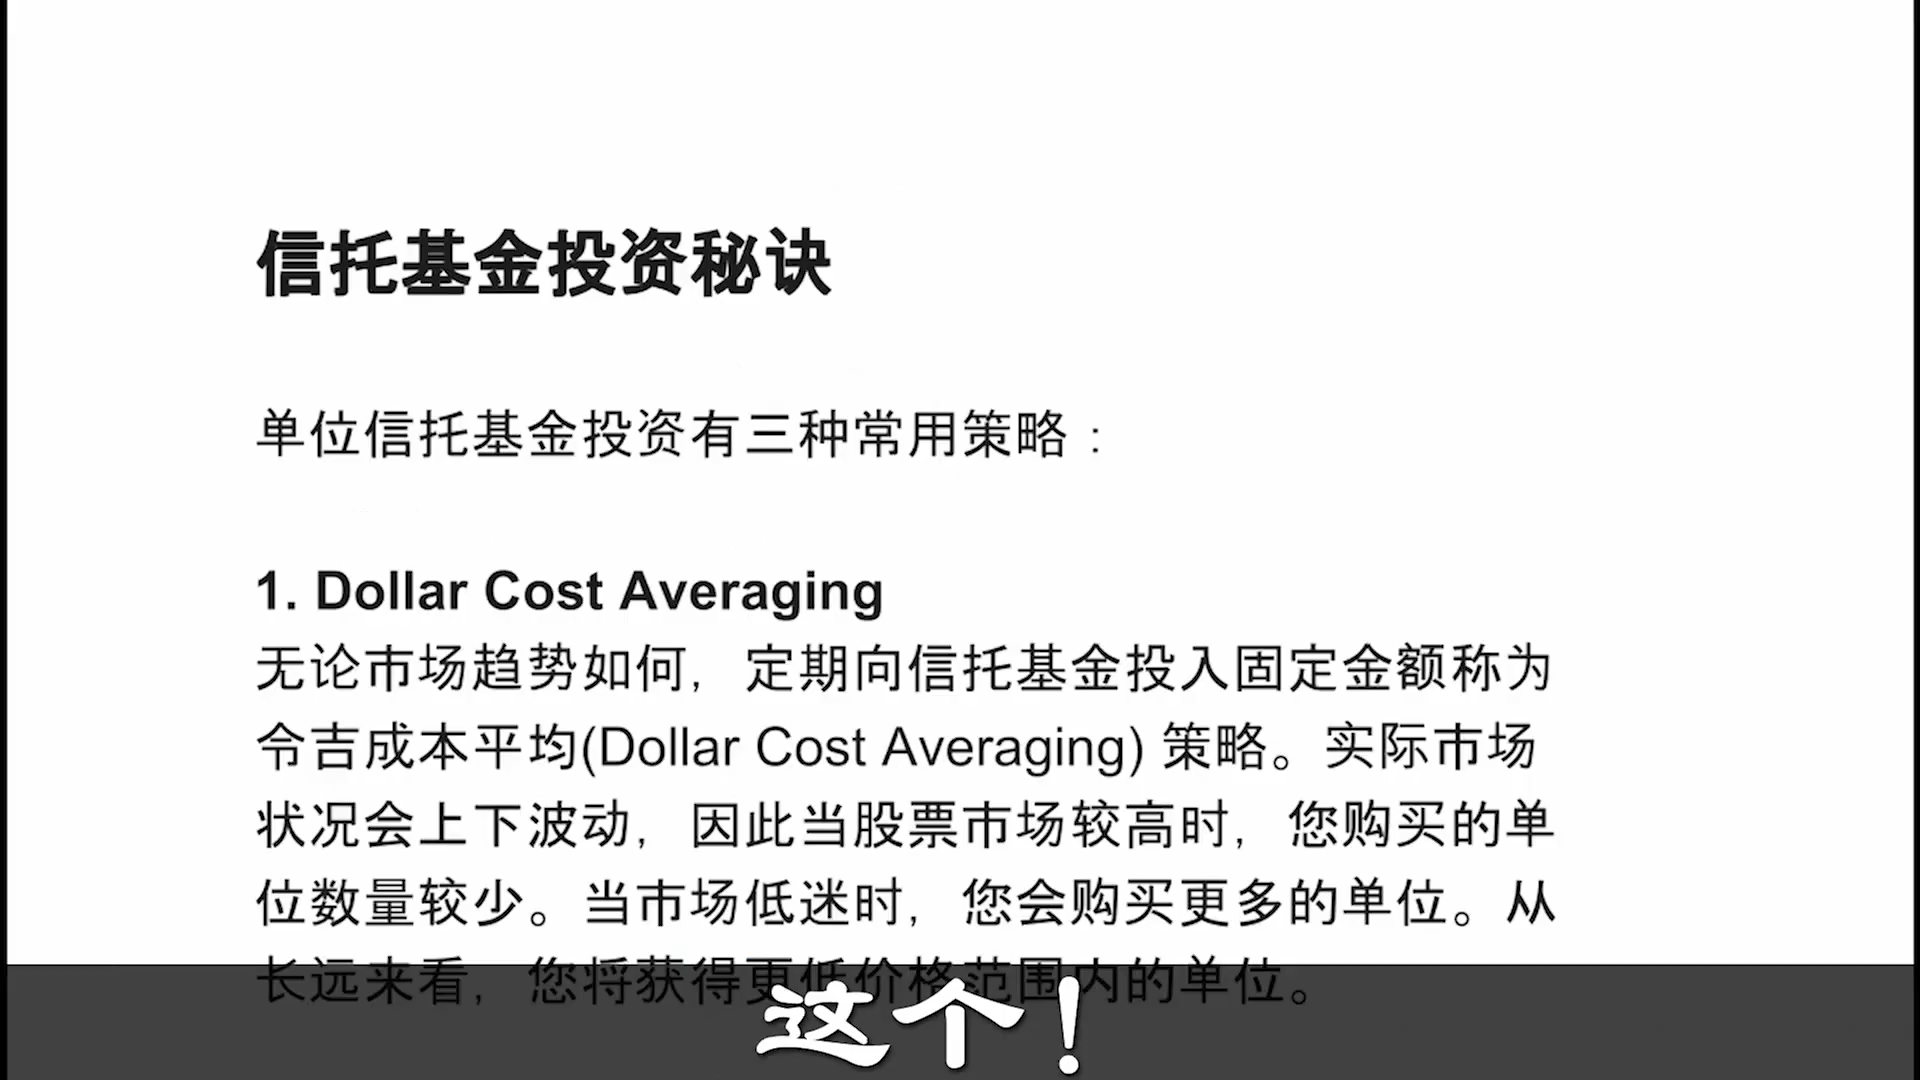 信托基金投资秘诀
单位信托基金投资有三种常用策略：
1. Dollar Cost Averaging
无论市场趋势如何，定期向信托基金投入固定金额称为
令吉成本平均(Dollar Cost Averaging) 策略。实际市场
状况会上下波动，因此当股票市场较高时，您购买的单
位数量较少。当市场低迷时，您会购买更多的单位。从
长远来看，您将获得更低价格范围内的单位。
这个！